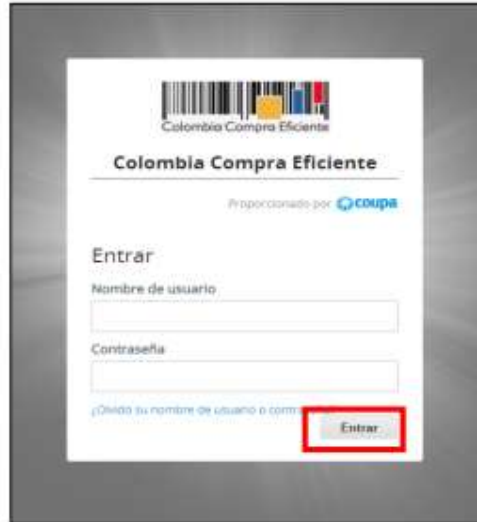 Colombia Compra Eficiente
Colombia Compra Eficiente
Proporcionado por coupa
Entrar
Nombre de usuario
Contraseña
¿Olvidó su nombre de usuario o
Entrar